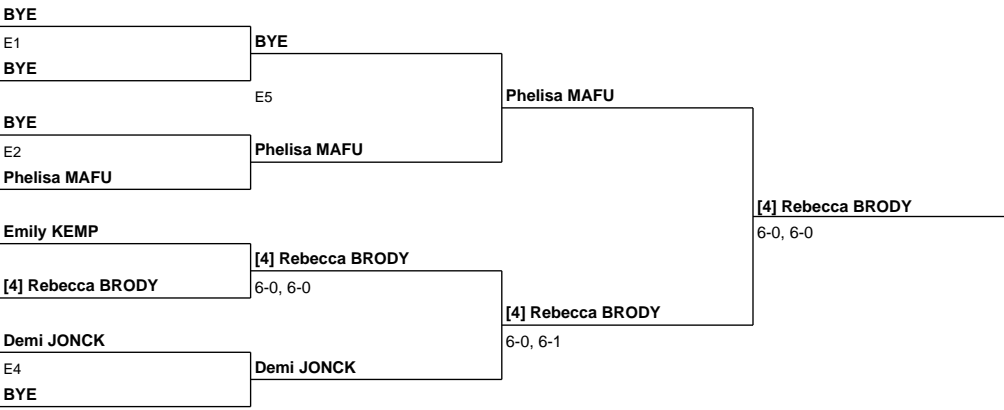 BYE
E1
BYE
BYE
E5
Phelisa MAFU
BYE
E2
Phelisa MAFU
Phelisa MAFU
[4] Rebecca BRODY
6-0, 6-0
Emily KEMP
[4] Rebecca BRODY
[4] Rebecca BRODY
6-0, 6-0
[4] Rebecca BRODY
6-0, 6-1
Demi JONCK
E4
BYE
Demi JONCK